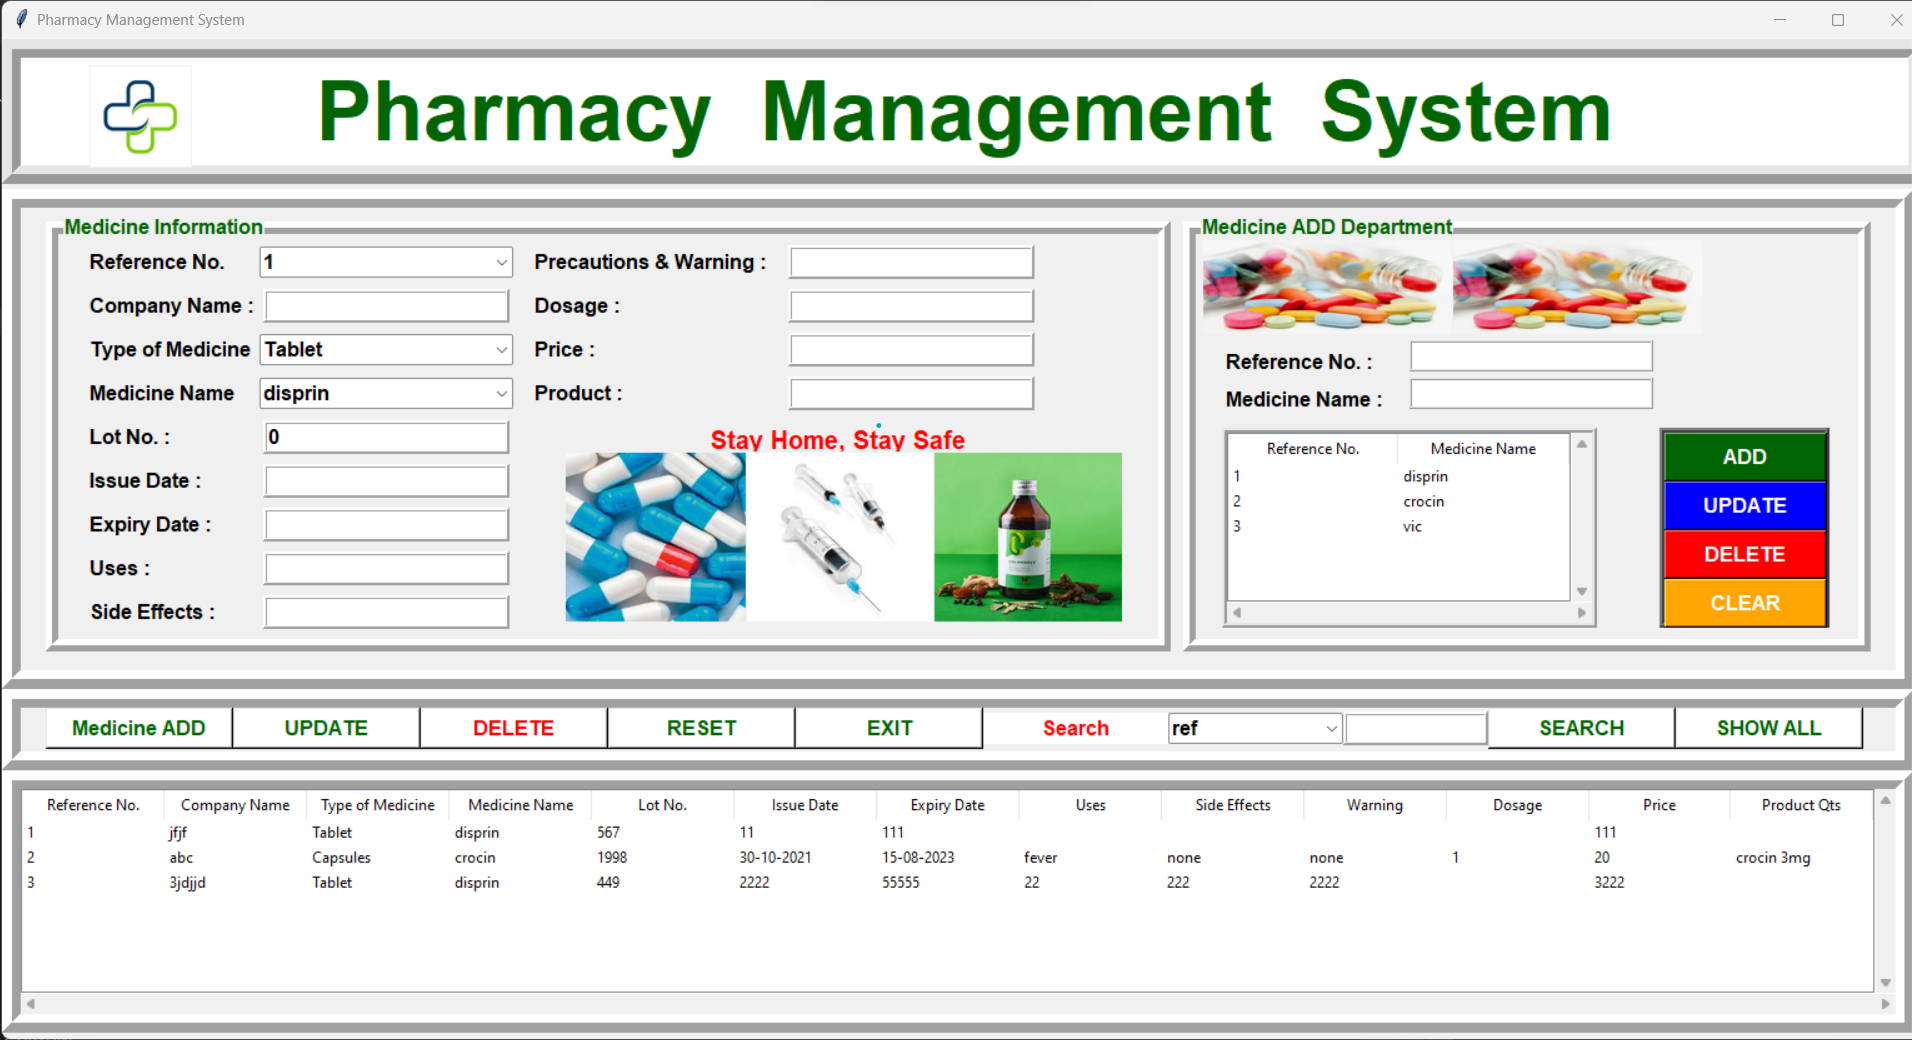 Pharmacy Management System
Pharmacy Management System
Medicine Information
Reference No. 1
Company Name :
Type of Medicine Tablet
Medicine Name disprin
Lot No. : 0
Issue Date :
Expiry Date :
Uses :
Side Effects :
Precautions & Warning :
Dosage :
Price :
Product :
Stay Home, Stay Safe
Medicine ADD Department
Reference No. :
Medicine Name :
Reference No. Medicine Name
1 disprin
2 crocin
3 vic
ADD
UPDATE
DELETE
CLEAR
Medicine ADD UPDATE DELETE RESET EXIT Search ref SEARCH SHOW ALL
Reference No. Company Name Type of Medicine Medicine Name Lot No. Issue Date Expiry Date Uses Side Effects Warning Dosage Price Product Qts
1 jfjf Tablet disprin 567 11 111 111
2 abc Capsules crocin 1998 30-10-2021 15-08-2023 fever none none 1 20 crocin 3mg
3 3jdjjd Tablet disprin 449 2222 55555 22 222 2222 3222